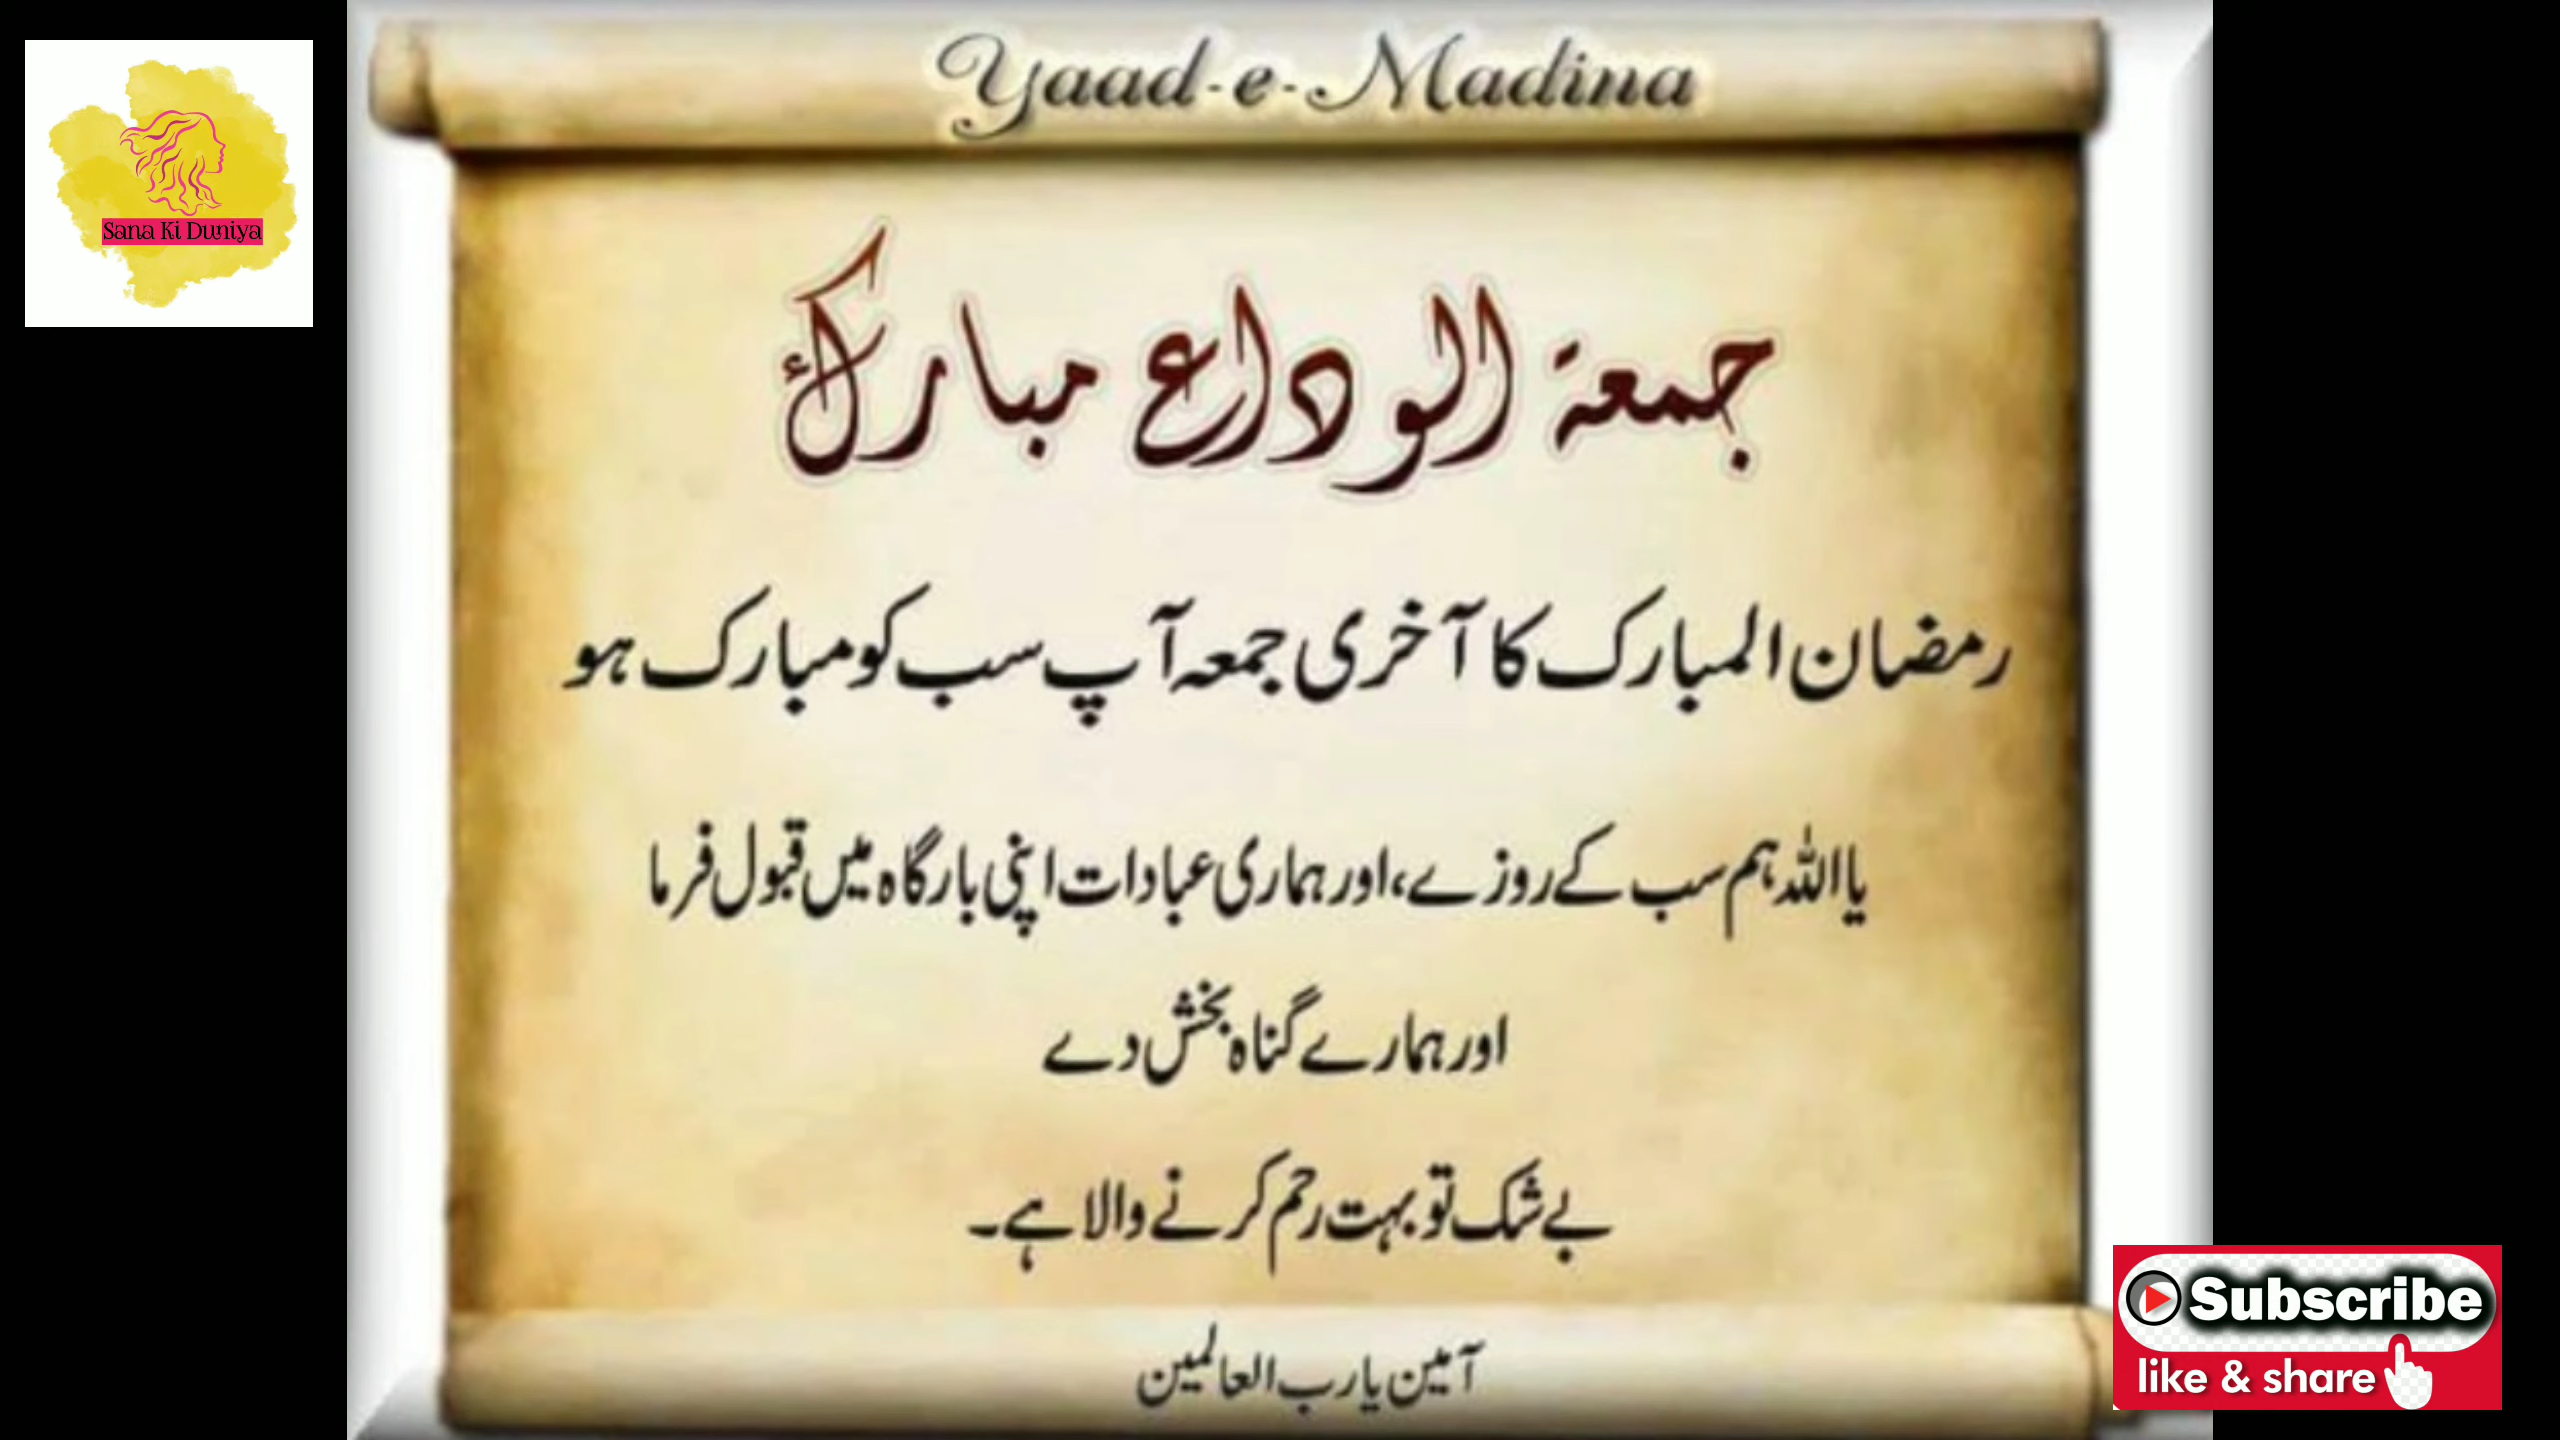 Yaad-e-Madina
Sana Ki Duniya
جمعۃ الوداع مبارک
رمضان المبارک کا آخری جمعہ آپ سب کو مبارک ہو
یا اللہ ہم سب کے روزے، اور ہماری عبادات اپنی بارگاہ میں قبول فرما
اور ہمارے گناہ بخش دے
بے شک تو بہت رحم کرنے والا ہے۔
آمین یا رب العالمین
Subscribe
like & share